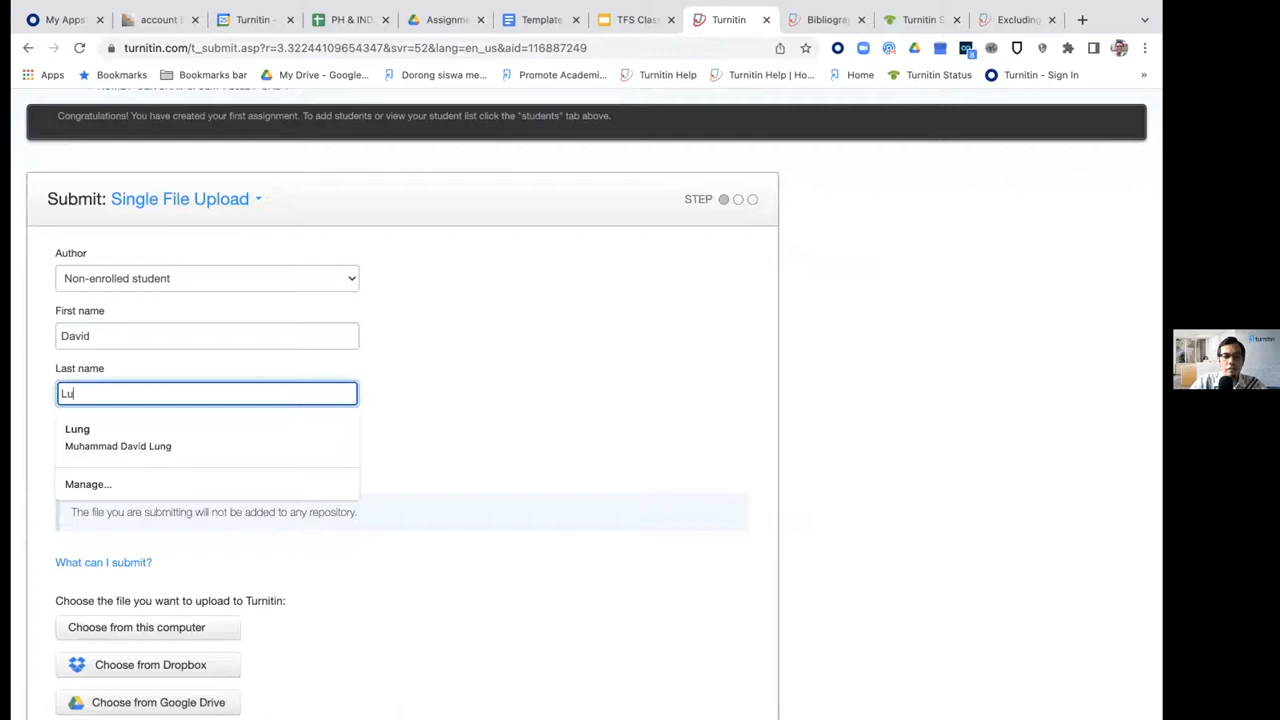 My Apps
account
Turnitin -
PH & IND.
Assignme
Template
TFS Class
Turnitin
Bibliogra
Turnitin S
Excluding
turnitin.com/t_submit.asp?r=3.32244109654347&svr=52&lang=en_us&aid=116887249
Apps
Bookmarks
Bookmarks bar
My Drive - Google...
Dorong siswa me...
Promote Academi...
Turnitin Help
Turnitin Help | Ho...
Home
Turnitin Status
Turnitin - Sign In
»
Congratulations! You have created your first assignment. To add students or view your student list click the "students" tab above.
Submit: Single File Upload
STEP
Author
Non-enrolled student
First name
David
Last name
Lu
Lung
Muhammad David Lung
Manage...
The file you are submitting will not be added to any repository.
What can I submit?
Choose the file you want to upload to Turnitin:
Choose from this computer
Choose from Dropbox
Choose from Google Drive
turnitin